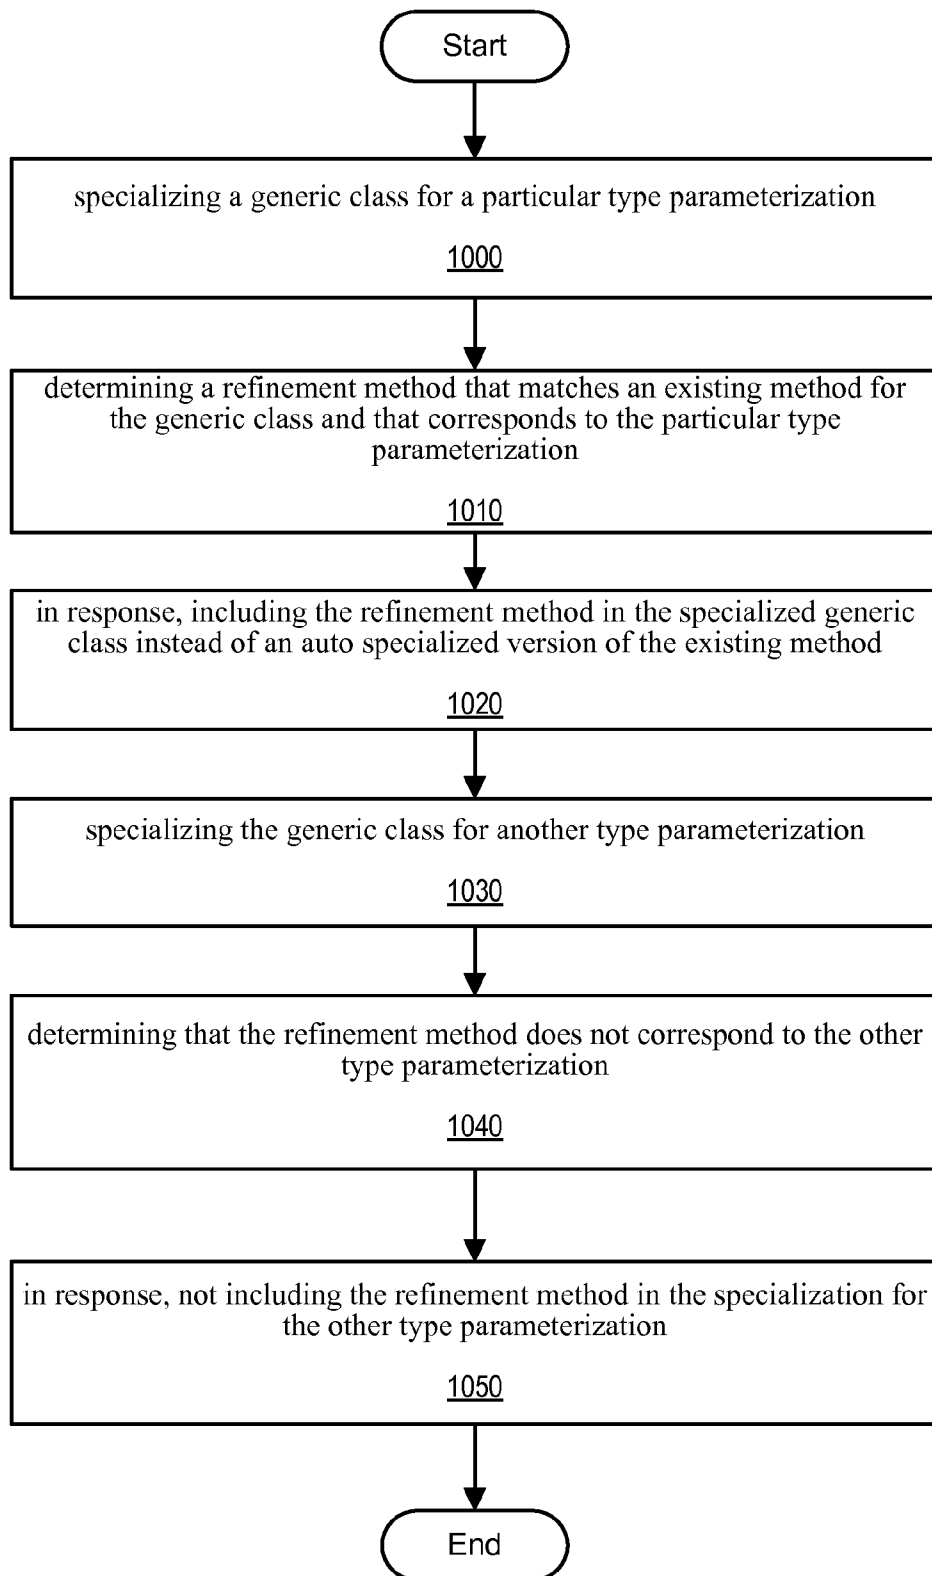 Start
specializing a generic class for a particular type parameterization
1000
determining a refinement method that matches an existing method for
the generic class and that corresponds to the particular type
parameterization
1010
in response, including the refinement method in the specialized generic
class instead of an auto specialized version of the existing method
1020
specializing the generic class for another type parameterization
1030
determining that the refinement method does not correspond to the other
type parameterization
1040
in response, not including the refinement method in the specialization for
the other type parameterization
1050
End